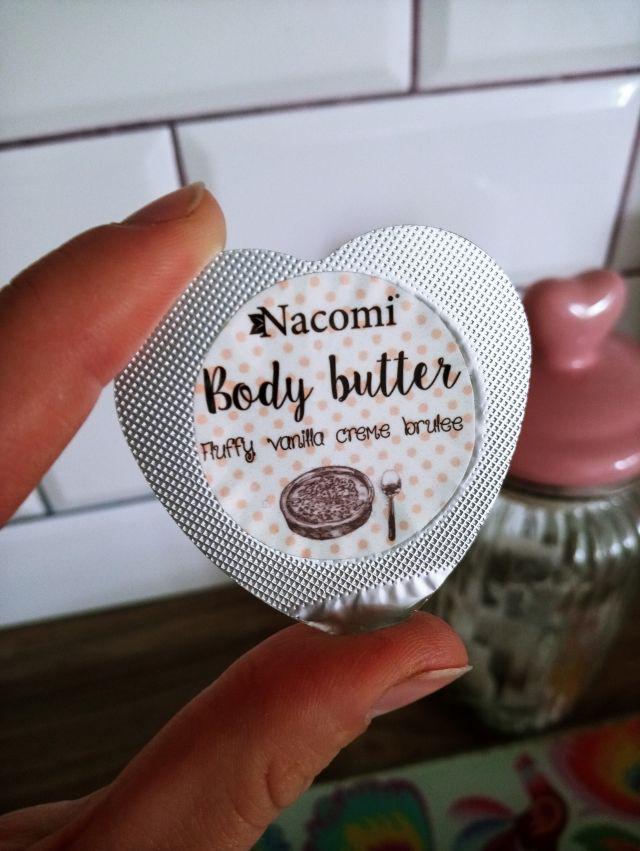 Nacomi
Body butter
Fluffy vanilla creme brulee